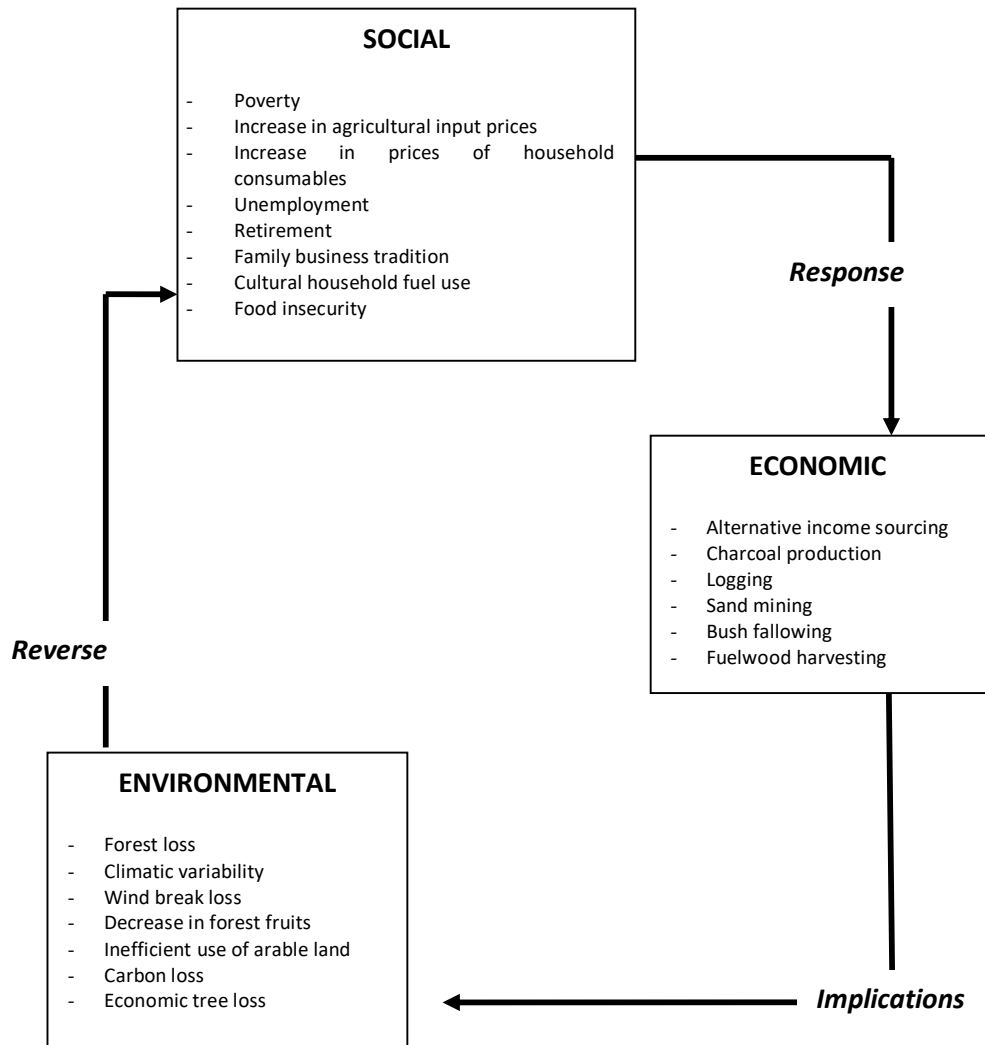 SOCIAL
- Poverty
- Increase in agricultural input prices
- Increase in prices of household
consumables
- Unemployment
- Retirement
- Family business tradition
- Cultural household fuel use
- Food insecurity
Response
ECONOMIC
- Alternative income sourcing
- Charcoal production
- Logging
- Sand mining
- Bush fallowing
- Fuelwood harvesting
Reverse
ENVIRONMENTAL
- Forest loss
- Climatic variability
- Wind break loss
- Decrease in forest fruits
- Inefficient use of arable land
- Carbon loss
- Economic tree loss
Implications